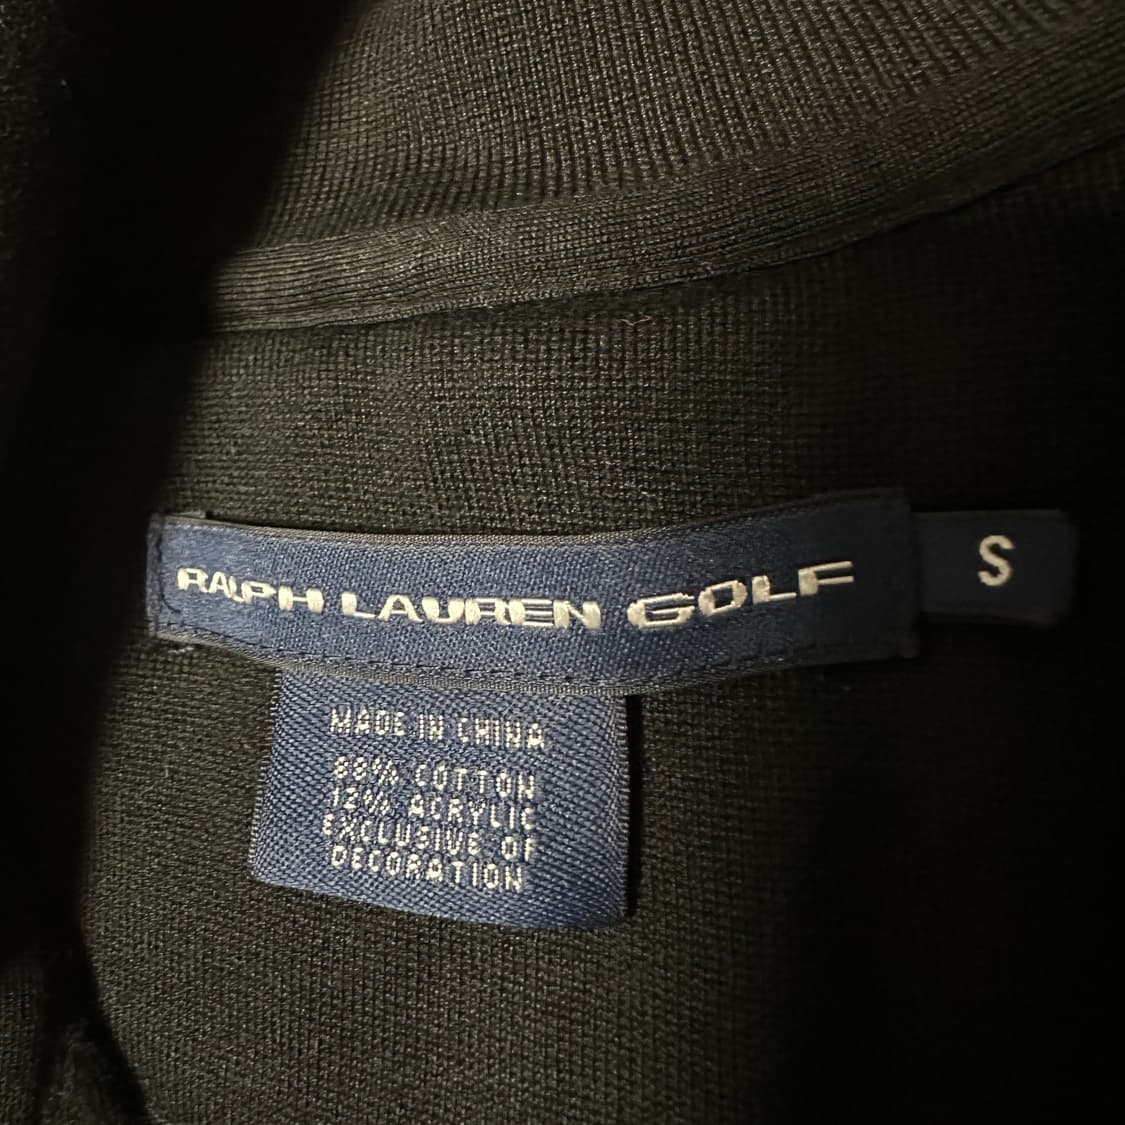 RALPH LAUREN GOLF
S
MADE IN CHINA
88% COTTON
12% ACRYLIC
EXCLUSIVE OF
DECORATION